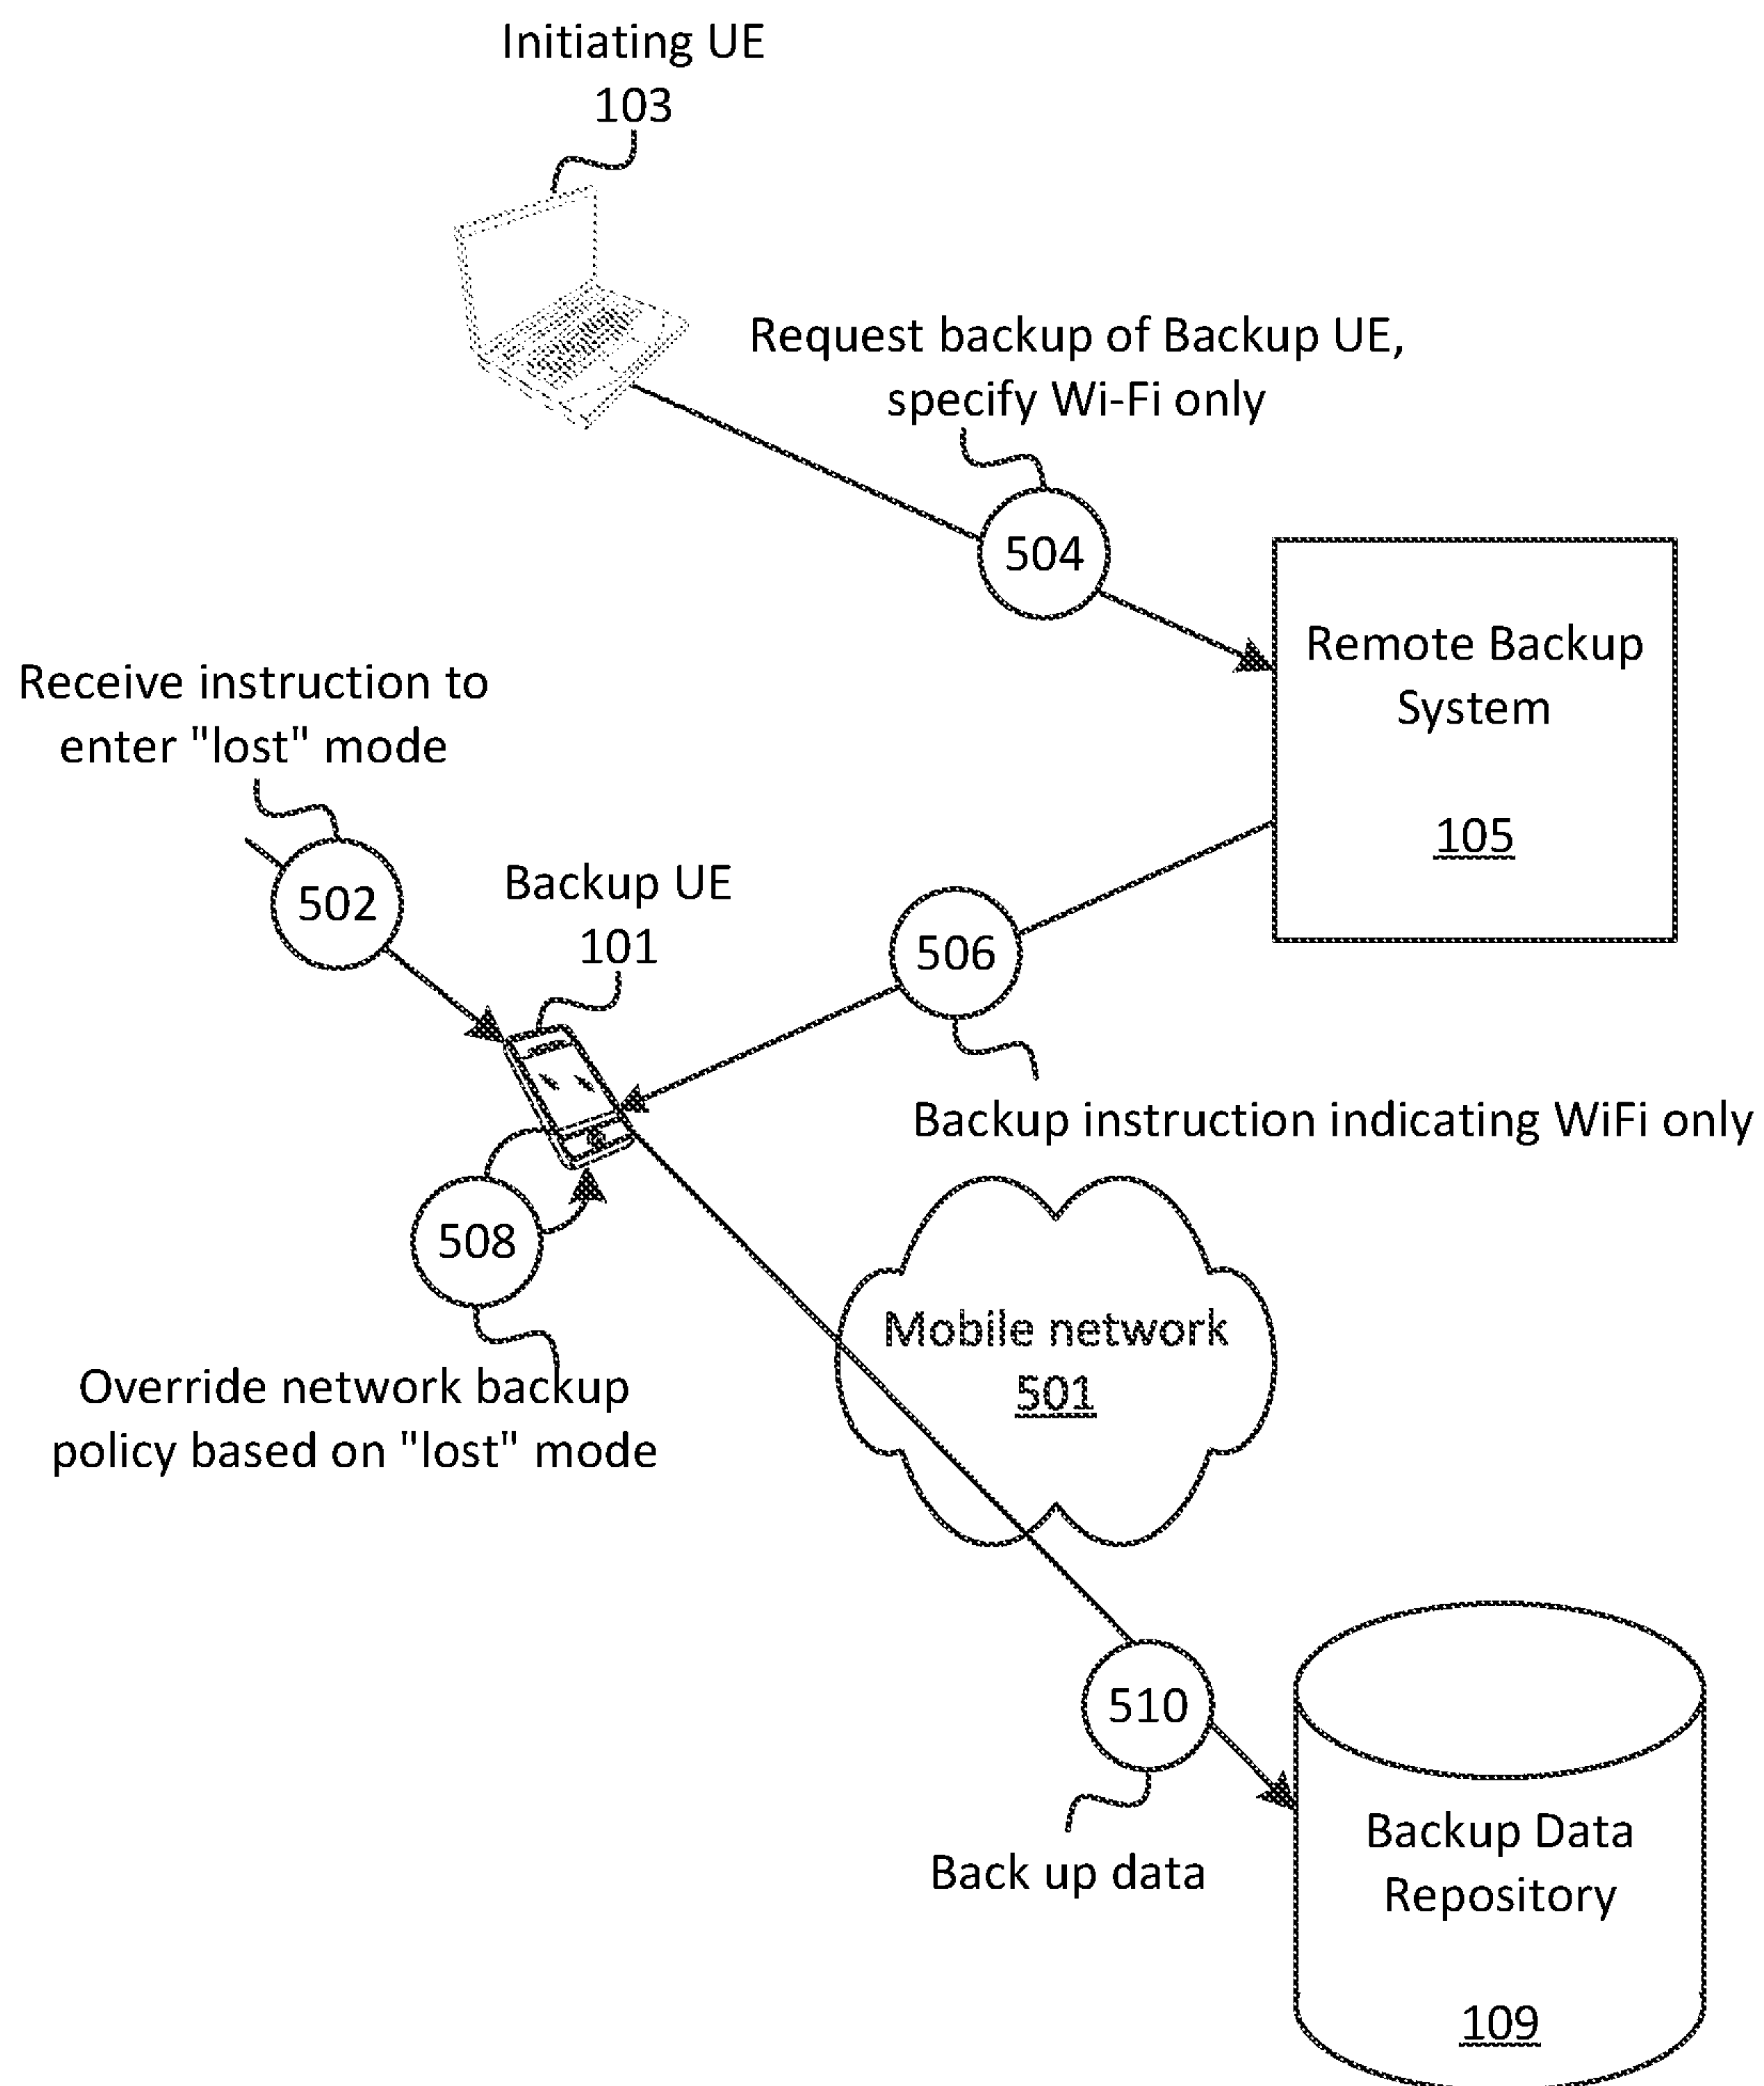 Initiating UE
103
Request backup of Backup UE,
specify Wi-Fi only
504
Remote Backup
System
105
Receive instruction to
enter "lost" mode
502
Backup UE
101
506
Backup instruction indicating WiFi only
508
Override network backup
policy based on "lost" mode
Mobile network
501
510
Back up data
Backup Data
Repository
109